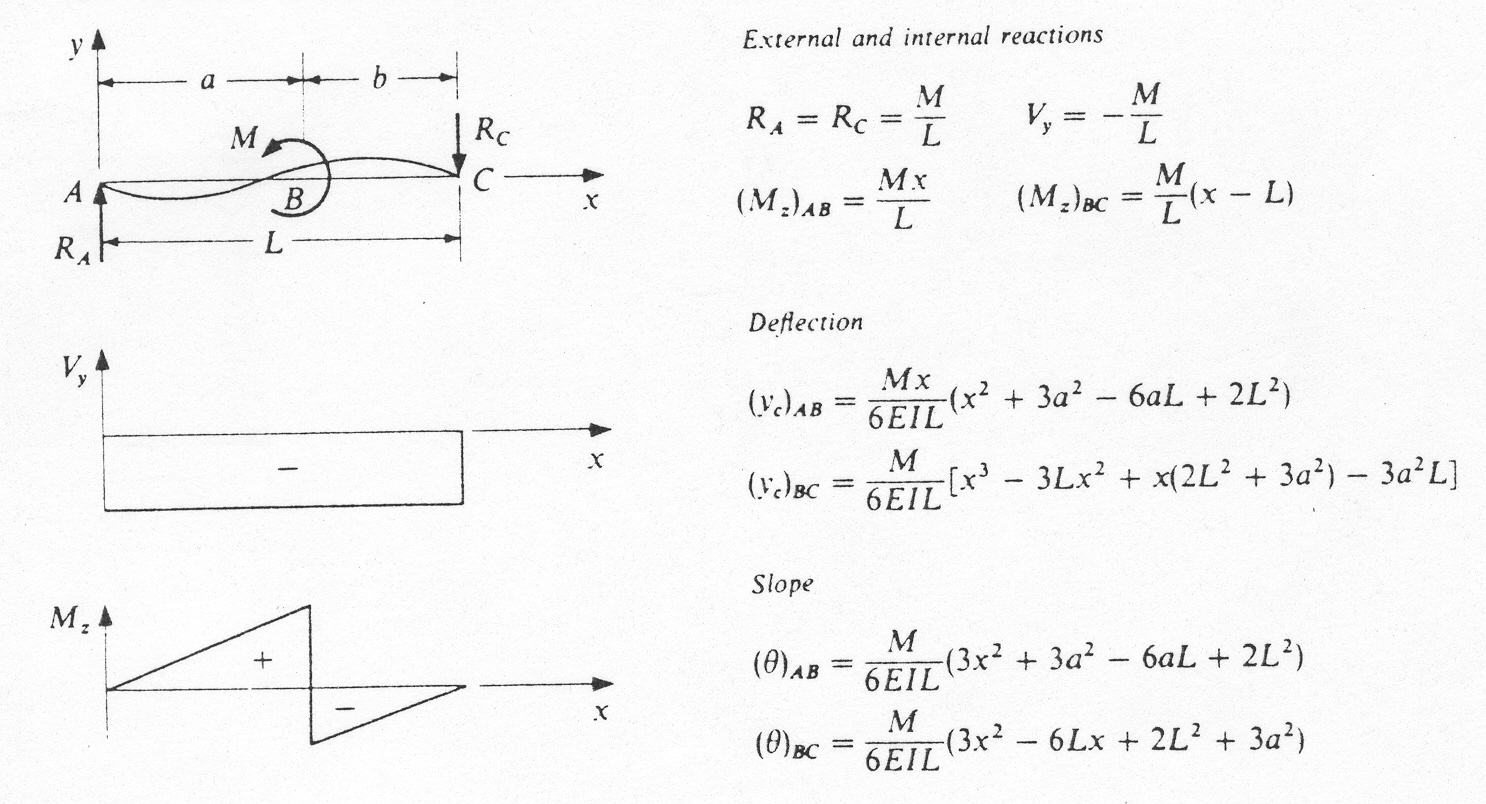 y
a b
M R_C
A B C x
R_A L
External and internal reactions
R_A = R_C = M/L V_y = −M/L
(M_z)_AB = Mx/L (M_z)_BC = M/L(x − L)
V_y
−
x
Deflection
(y_c)_AB = Mx/6EIL(x² + 3a² − 6aL + 2L²)
(y_c)_BC = M/6EIL[x³ − 3Lx² + x(2L² + 3a²) − 3a²L]
M_z
+
−
x
Slope
(θ)_AB = M/6EIL(3x² + 3a² − 6aL + 2L²)
(θ)_BC = M/6EIL(3x² − 6Lx + 2L² + 3a²)